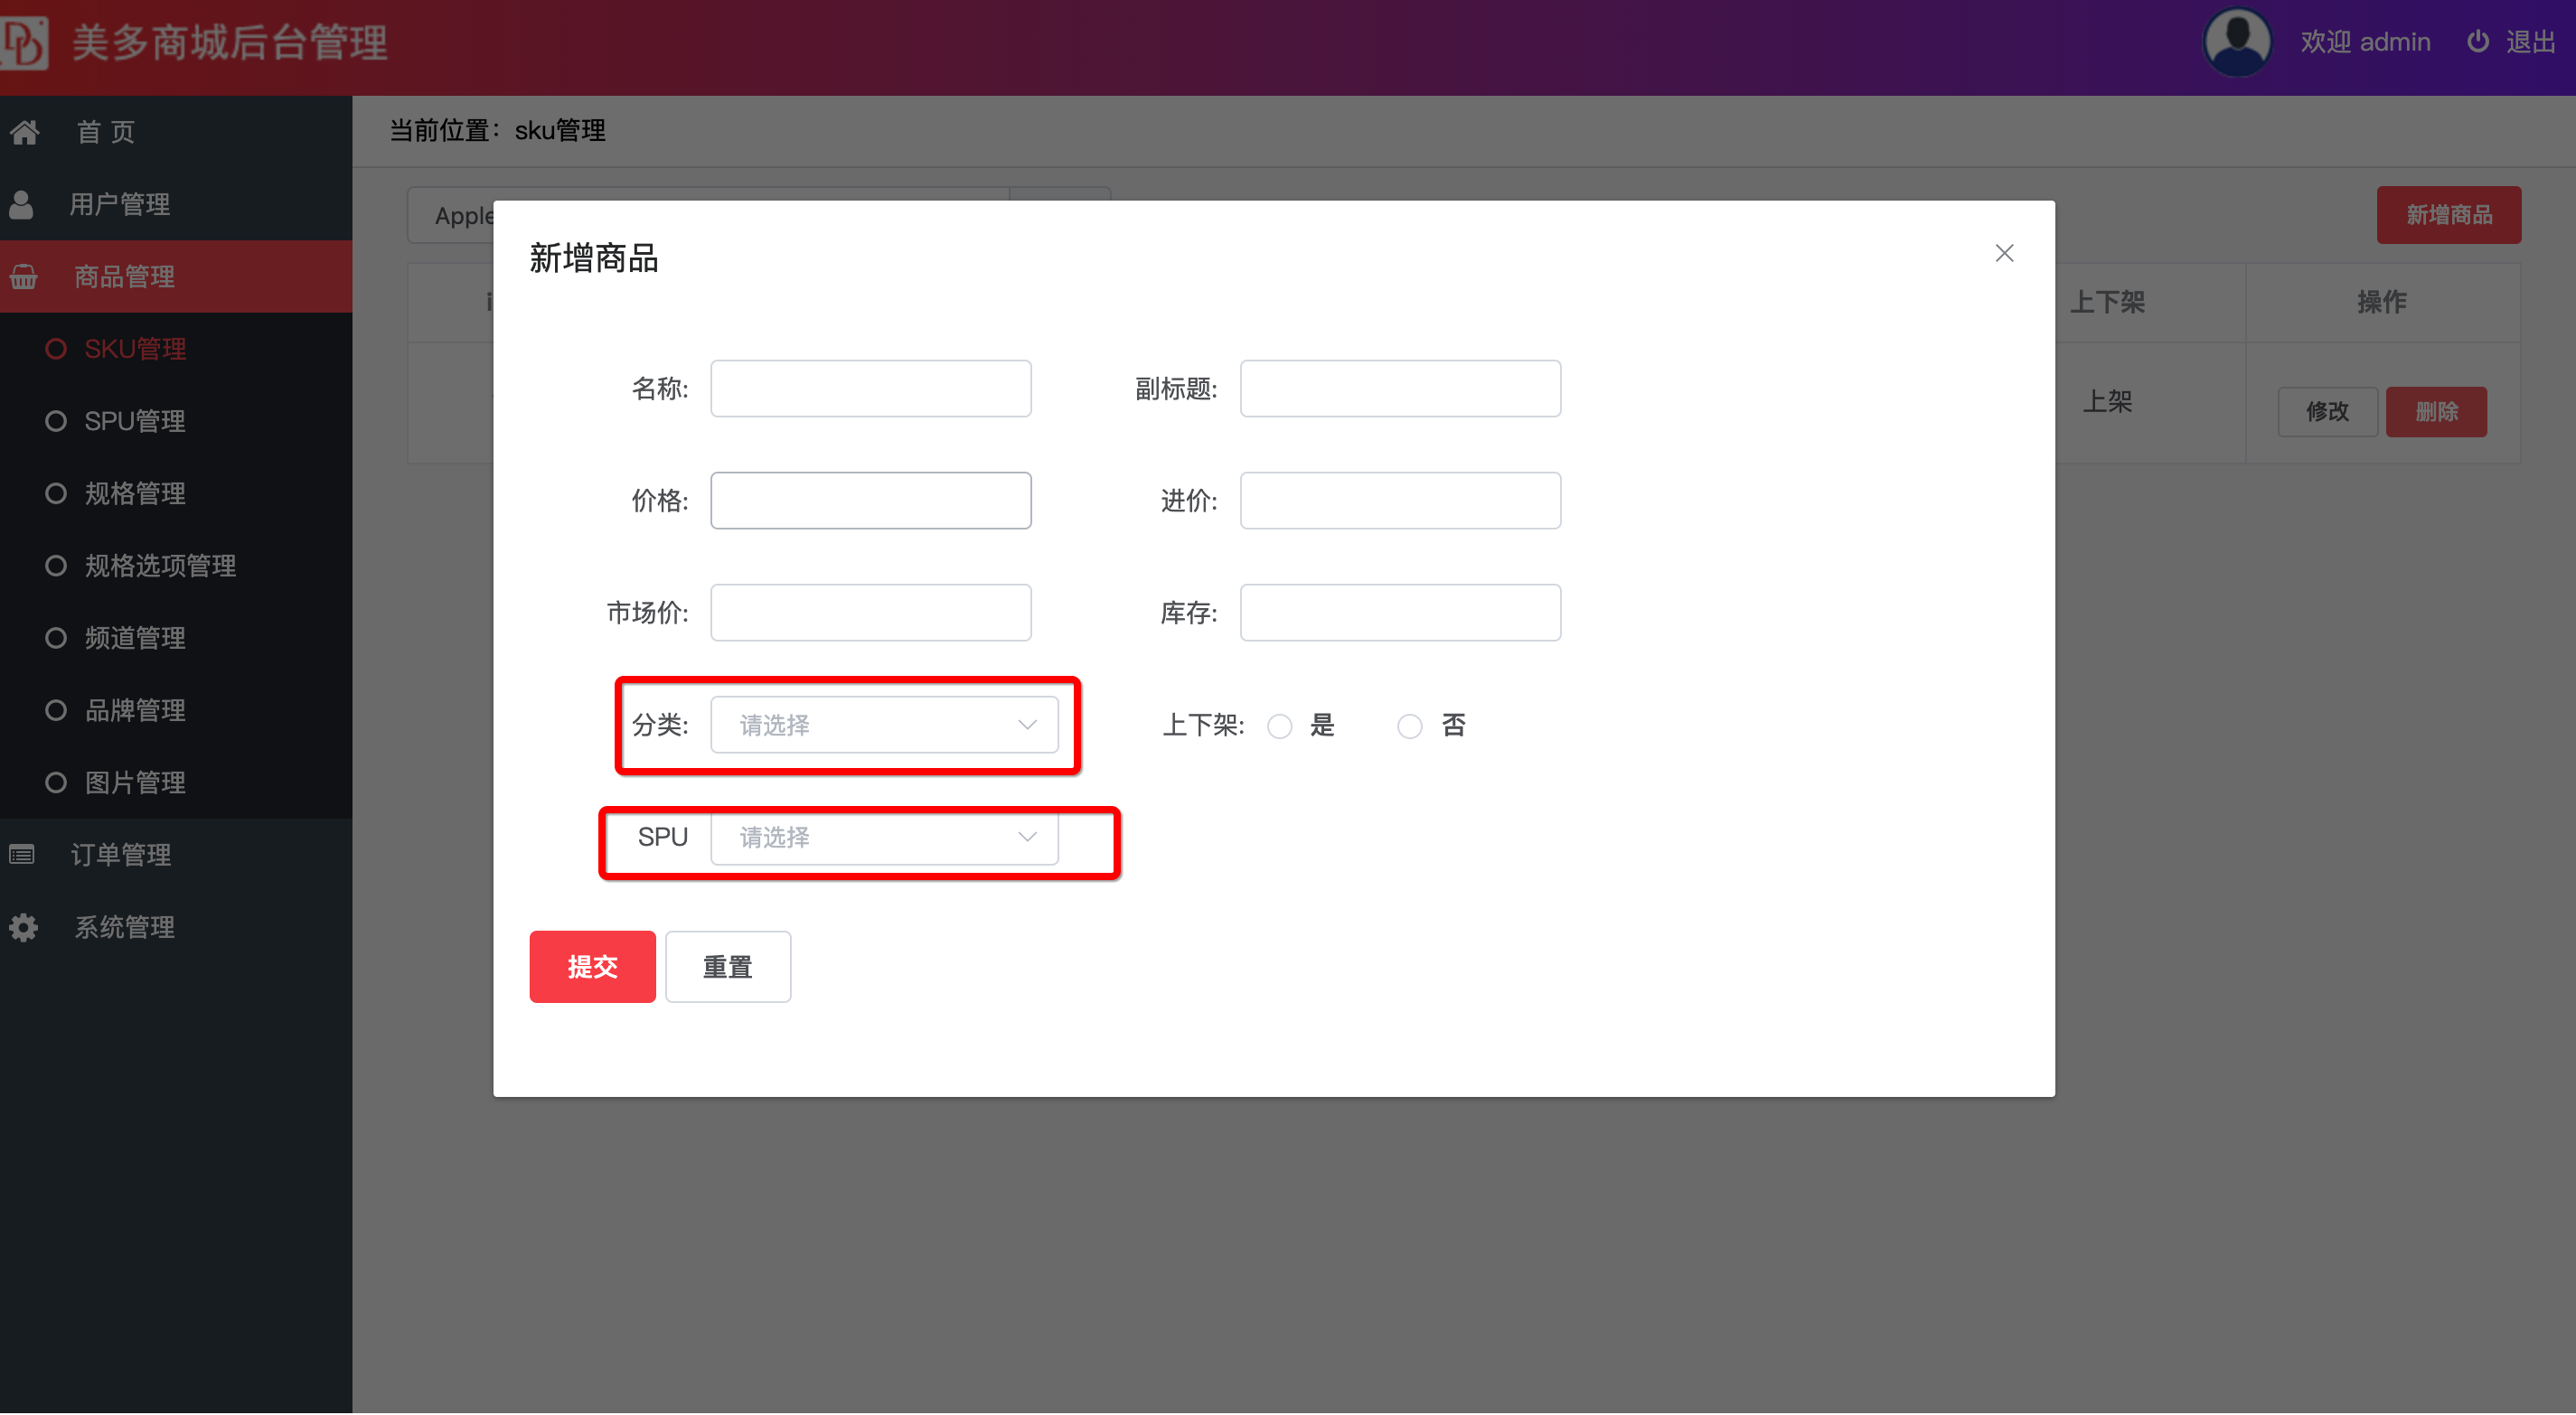 美多商城后台管理
欢迎 admin
退出
首 页
用户管理
商品管理
SKU管理
SPU管理
规格管理
规格选项管理
频道管理
品牌管理
图片管理
订单管理
系统管理
当前位置：sku管理
Apple
新增商品
上下架
操作
上架
修改
删除
新增商品
名称:
副标题:
价格:
进价:
市场价:
库存:
分类:
请选择
上下架:
是
否
SPU
请选择
提交
重置